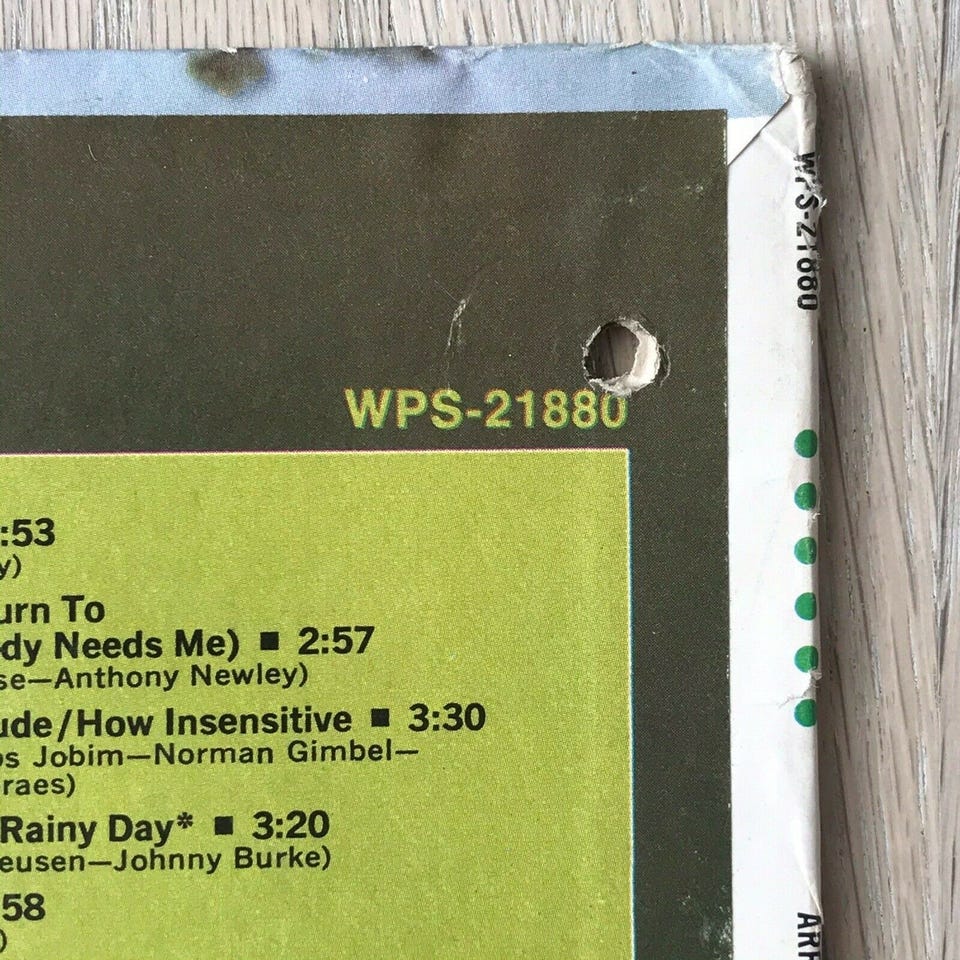 WPS-21880
WPS-21880
:53
y)
urn To
dy Needs Me) ■ 2:57
se—Anthony Newley)
ude/How Insensitive ■ 3:30
os Jobim—Norman Gimbel—
raes)
Rainy Day* ■ 3:20
eusen—Johnny Burke)
58
)